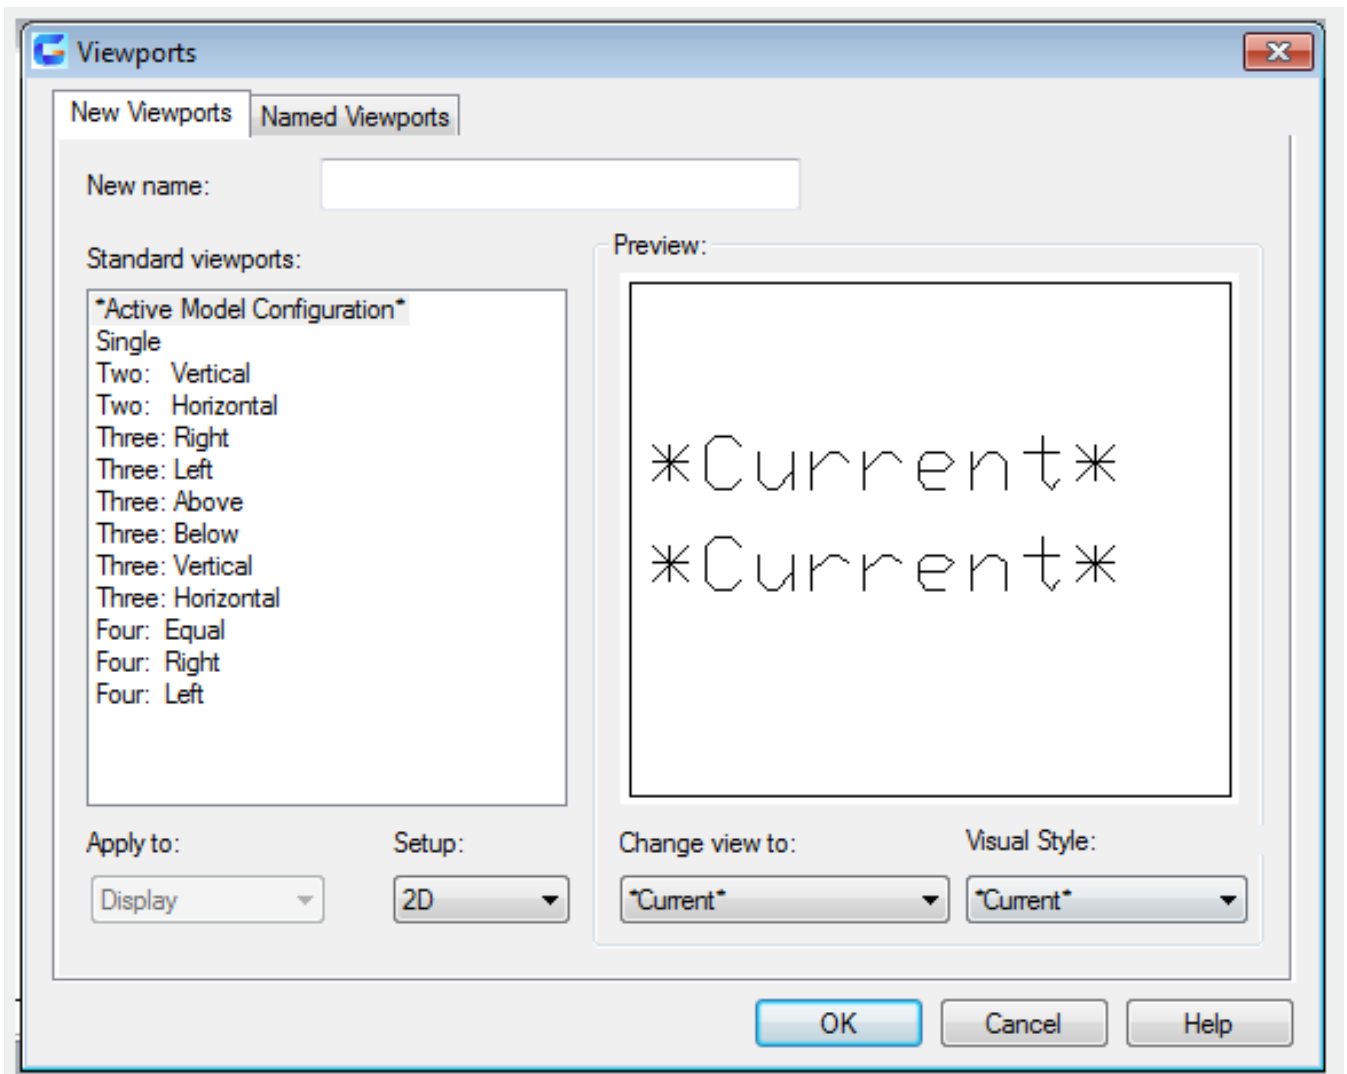 Viewports
New Viewports
Named Viewports
New name:
Standard viewports:
*Active Model Configuration*
Single
Two: Vertical
Two: Horizontal
Three: Right
Three: Left
Three: Above
Three: Below
Three: Vertical
Three: Horizontal
Four: Equal
Four: Right
Four: Left
Preview:
*Current*
*Current*
Apply to:
Setup:
Change view to:
Visual Style:
Display
2D
*Current*
*Current*
OK
Cancel
Help